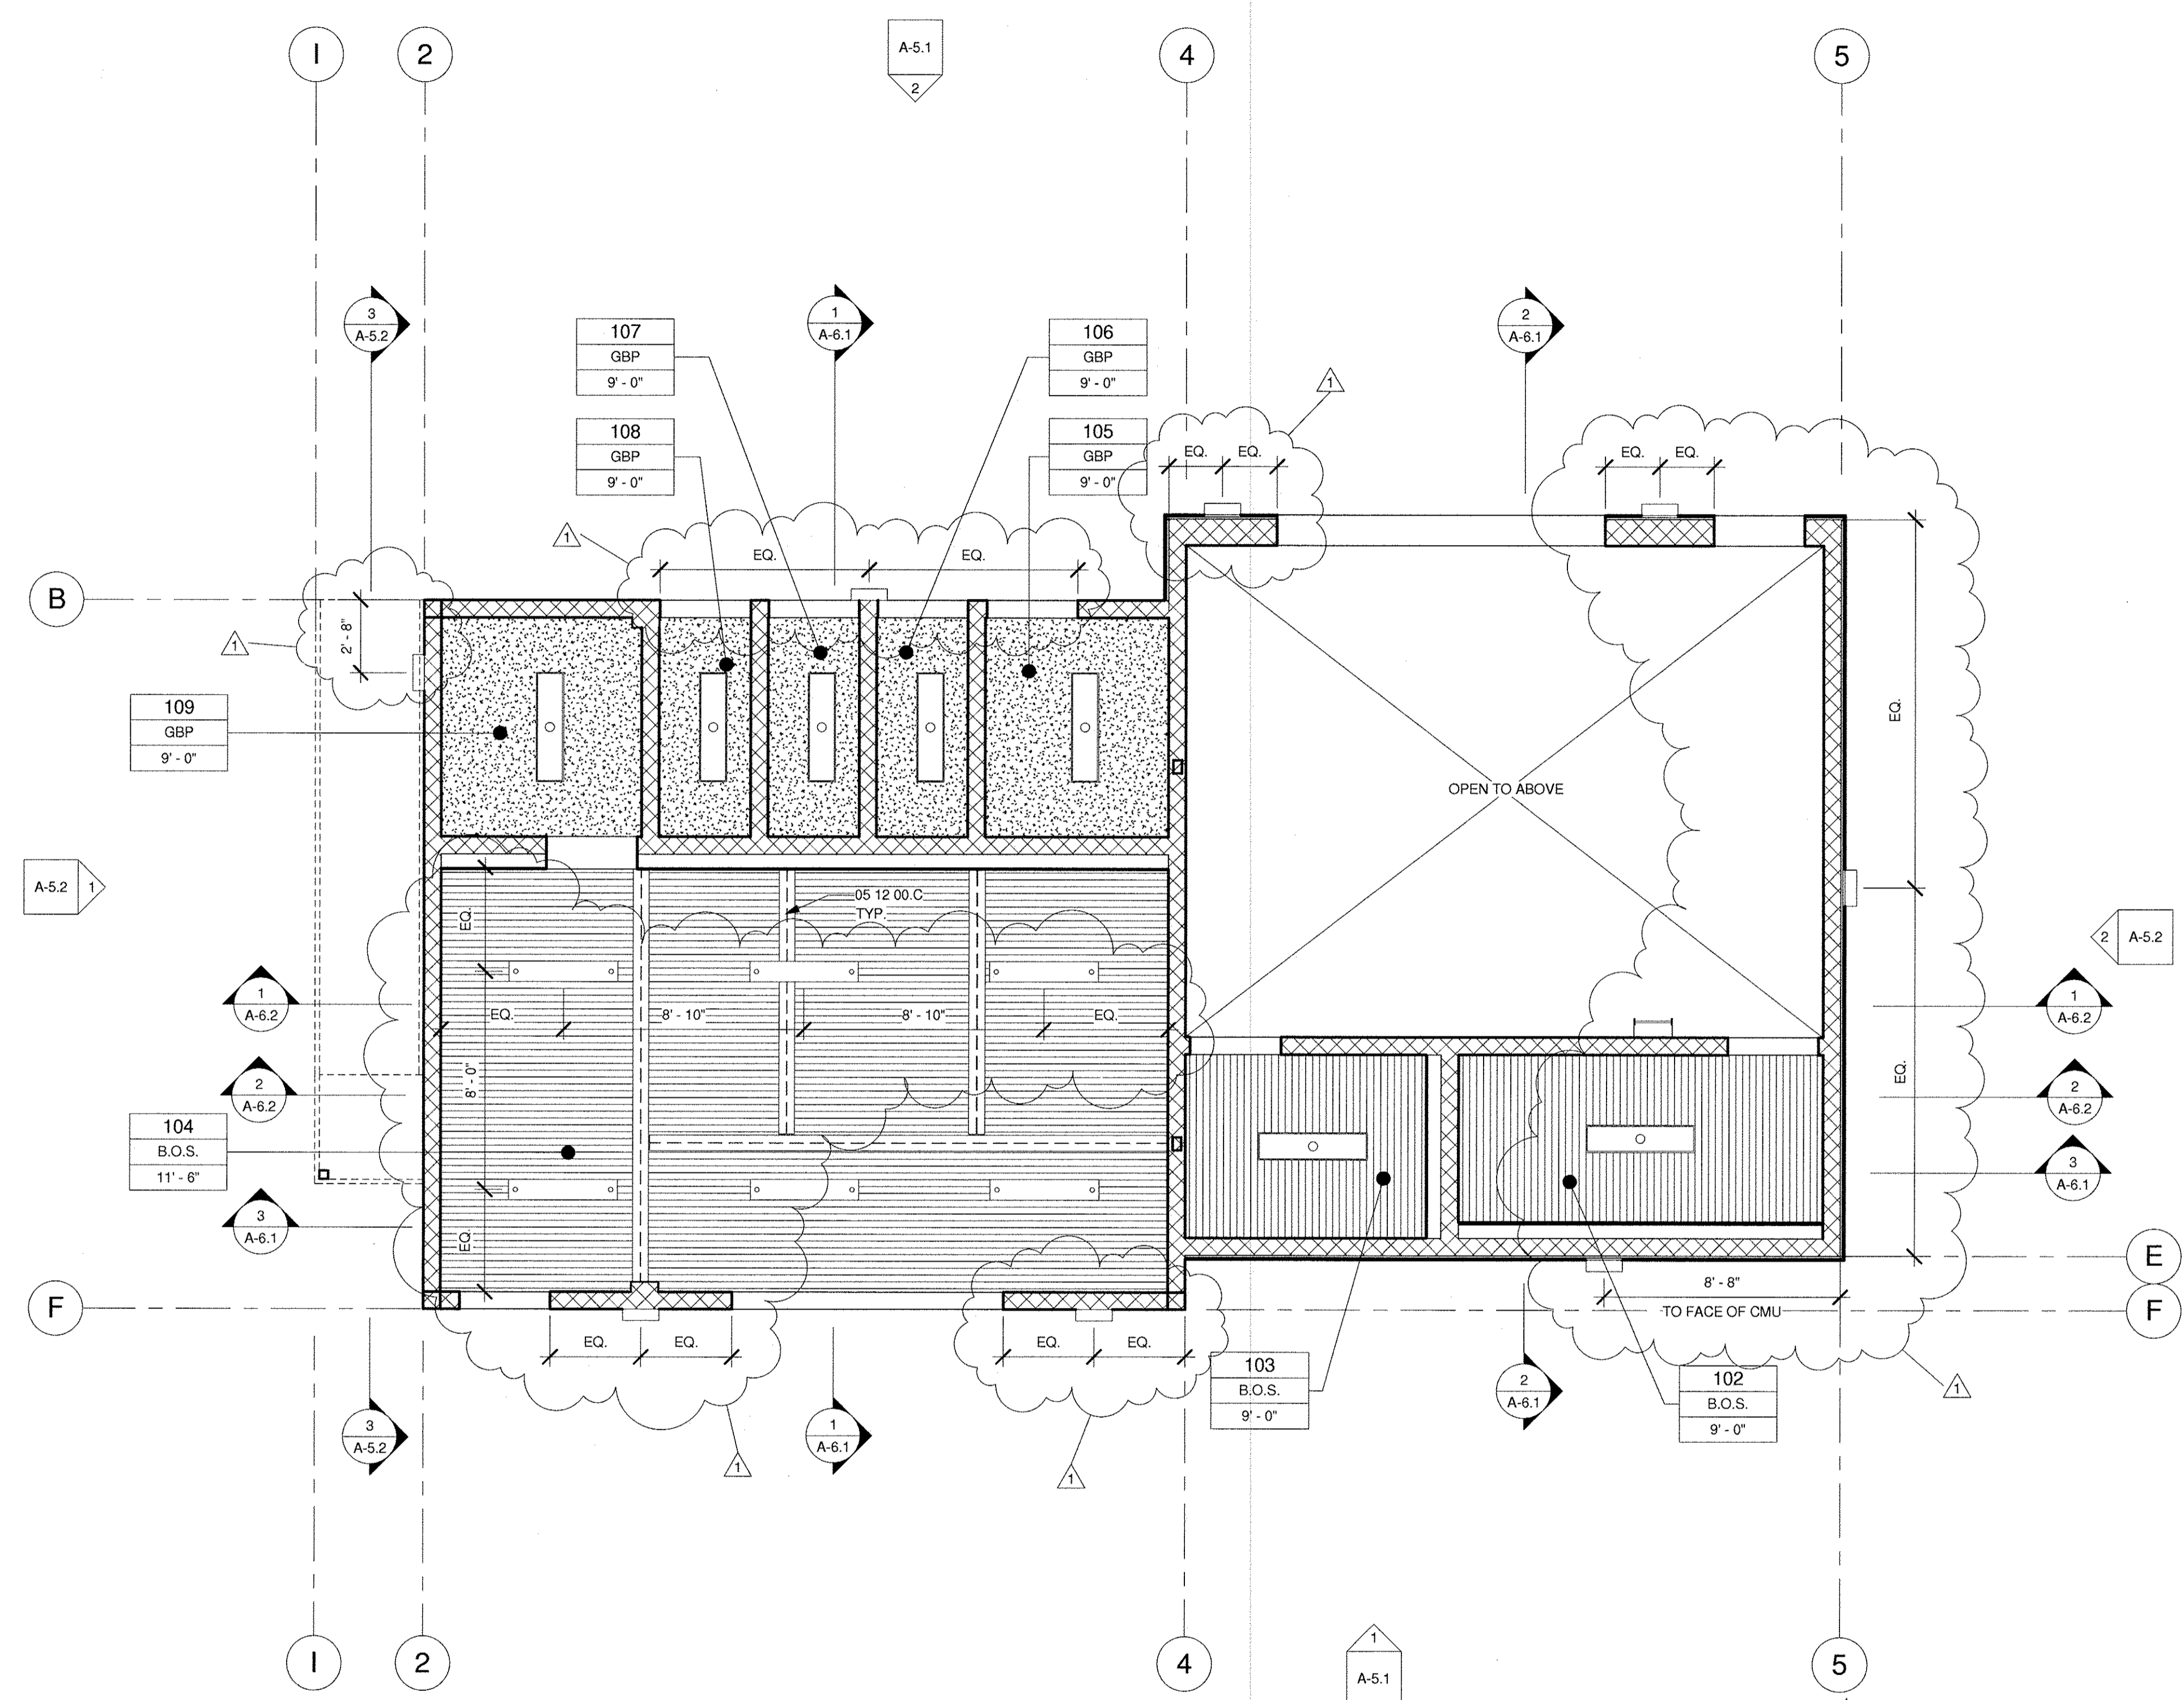 1
2
4
5
A-5.1
2
3
A-5.2
1
A-6.1
2
A-6.1
107
GBP
9' - 0"
106
GBP
9' - 0"
108
GBP
9' - 0"
105
GBP
9' - 0"
1
EQ.
EQ.
EQ.
EQ.
1
EQ.
EQ.
B
2' - 8"
1
109
GBP
9' - 0"
EQ.
OPEN TO ABOVE
A-5.2
1
05 12 00.C
TYP.
EQ.
2
A-5.2
1
A-6.2
EQ.
8' - 10"
8' - 10"
EQ.
1
A-6.2
2
A-6.2
8' - 0"
EQ.
2
A-6.2
104
B.O.S.
11' - 6"
3
A-6.1
3
A-6.1
EQ.
E
F
8' - 8"
TO FACE OF CMU
F
EQ.
EQ.
EQ.
EQ.
103
B.O.S.
9' - 0"
2
A-6.1
102
B.O.S.
9' - 0"
1
3
A-5.2
1
A-6.1
1
1
1
2
4
5
1
A-5.1